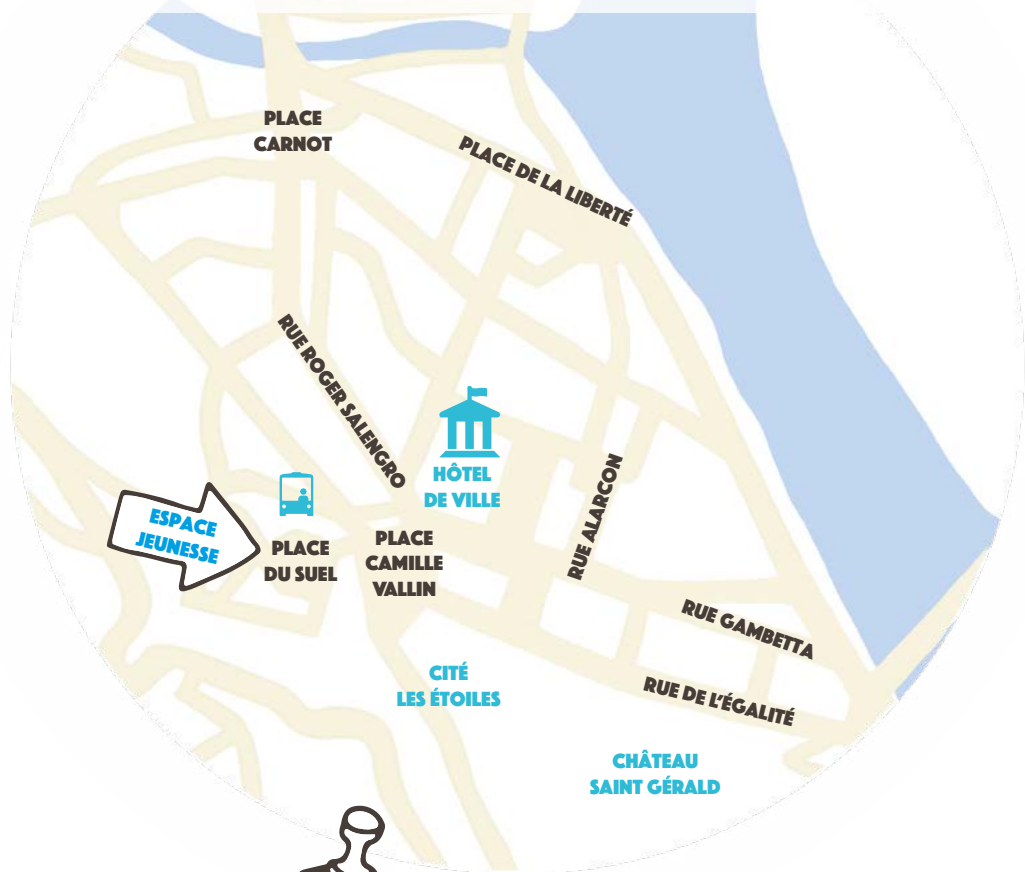 PLACE
CARNOT
PLACE DE LA LIBERTÉ
RUE ROGER SALENGRO
HÔTEL
DE VILLE
RUE ALARCON
ESPACE
JEUNESSE
PLACE
DU SUEL
PLACE
CAMILLE
VALLIN
RUE GAMBETTA
CITÉ
LES ÉTOILES
RUE DE L'ÉGALITÉ
CHÂTEAU
SAINT GÉRALD